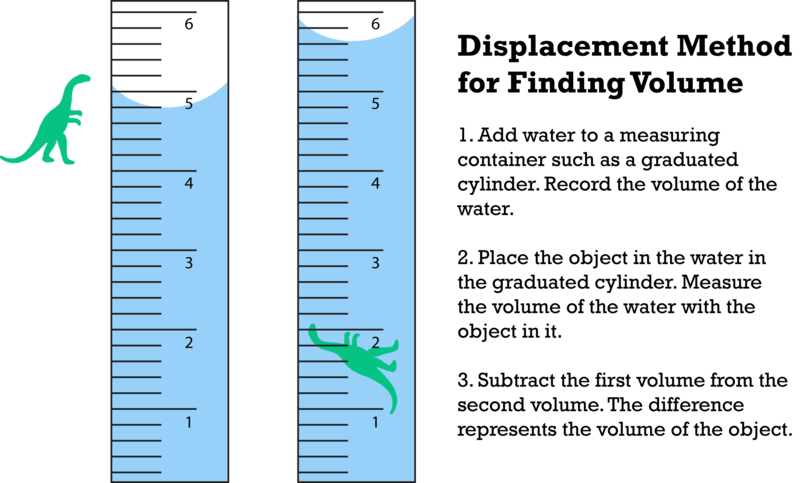 6
5
4
3
2
1
6
5
4
3
2
1
Displacement Method
for Finding Volume
1. Add water to a measuring
container such as a graduated
cylinder. Record the volume of the
water.
2. Place the object in the water in
the graduated cylinder. Measure
the volume of the water with the
object in it.
3. Subtract the first volume from the
second volume. The difference
represents the volume of the object.